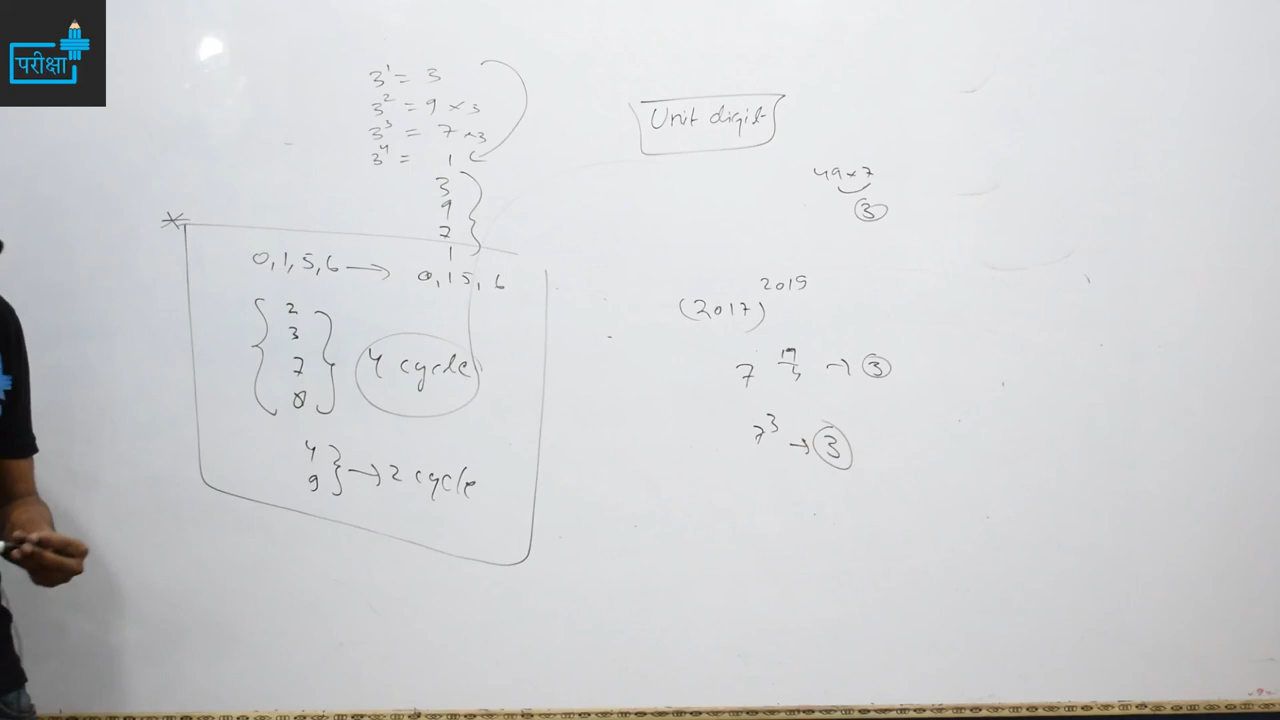 परीक्षा
3¹ = 3
3² = 9 × 3
3³ = 7 × 3
3⁴ = 1
3
9
7
1
Unit digit
49 × 7
3
0, 1, 5, 6 → 0, 1 5, 6
2
3
7
8
4 cycle
4
9
→ 2 cycle
(2017)²⁰¹⁵
7 → 3
7³ → 3